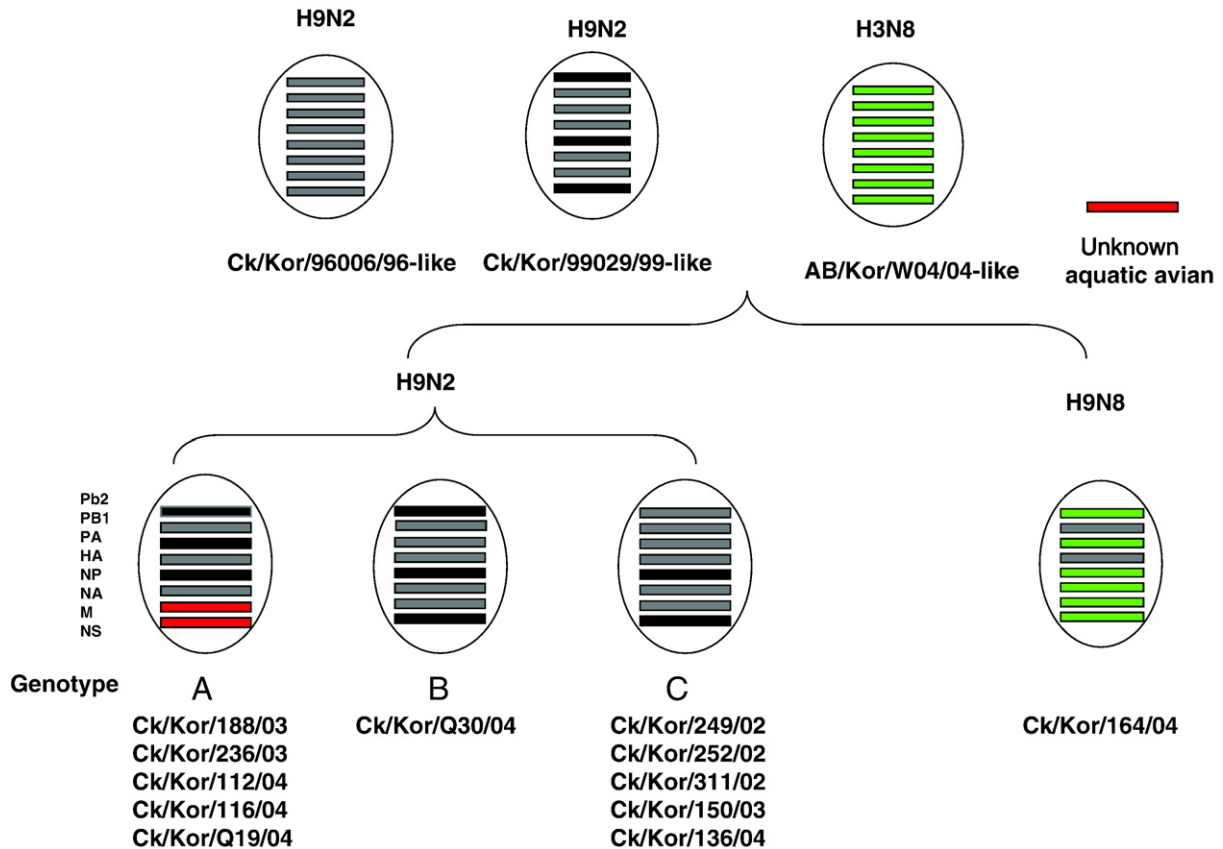 H9N2
H9N2
H3N8
Ck/Kor/96006/96-like
Ck/Kor/99029/99-like
AB/Kor/W04/04-like
Unknown
aquatic avian
H9N2
H9N8
Pb2
PB1
PA
HA
NP
NA
M
NS
Genotype
A
B
C
Ck/Kor/188/03
Ck/Kor/236/03
Ck/Kor/112/04
Ck/Kor/116/04
Ck/Kor/Q19/04
Ck/Kor/Q30/04
Ck/Kor/249/02
Ck/Kor/252/02
Ck/Kor/311/02
Ck/Kor/150/03
Ck/Kor/136/04
Ck/Kor/164/04